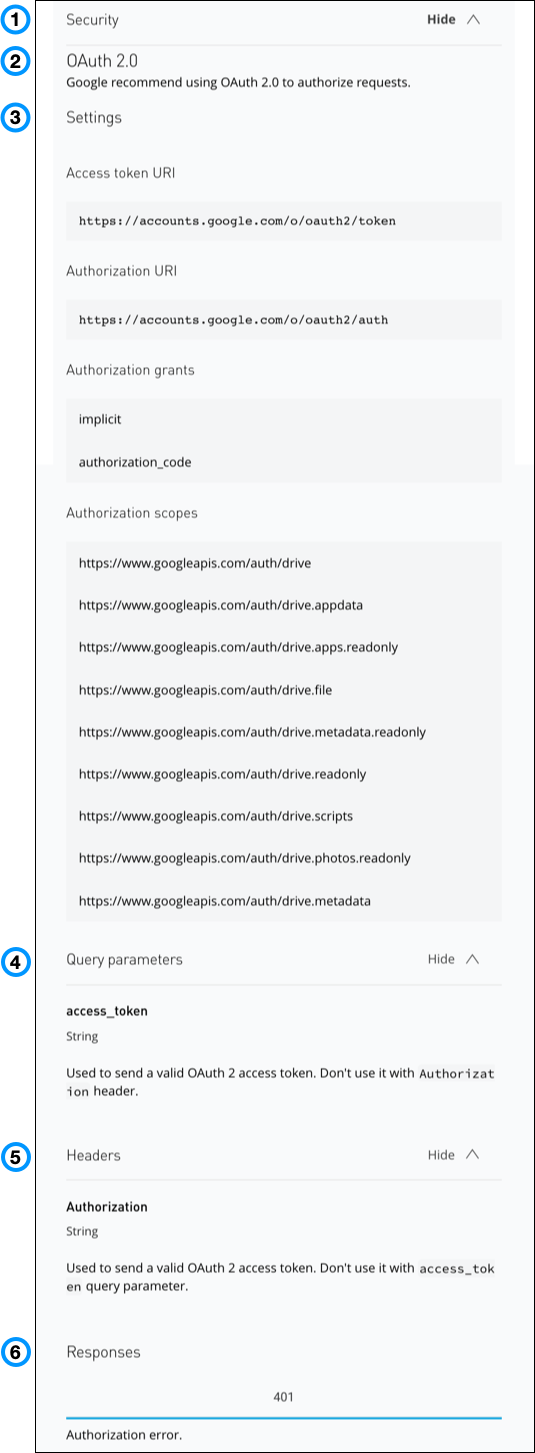 1 Security Hide
2 OAuth 2.0
Google recommend using OAuth 2.0 to authorize requests.
3 Settings
Access token URI
https://accounts.google.com/o/oauth2/token
Authorization URI
https://accounts.google.com/o/oauth2/auth
Authorization grants
implicit
authorization_code
Authorization scopes
https://www.googleapis.com/auth/drive
https://www.googleapis.com/auth/drive.appdata
https://www.googleapis.com/auth/drive.apps.readonly
https://www.googleapis.com/auth/drive.file
https://www.googleapis.com/auth/drive.metadata.readonly
https://www.googleapis.com/auth/drive.readonly
https://www.googleapis.com/auth/drive.scripts
https://www.googleapis.com/auth/drive.photos.readonly
https://www.googleapis.com/auth/drive.metadata
4 Query parameters Hide
access_token
String
Used to send a valid OAuth 2 access token. Don't use it with Authorizat
ion header.
5 Headers Hide
Authorization
String
Used to send a valid OAuth 2 access token. Don't use it with access_tok
en query parameter.
6 Responses
401
Authorization error.